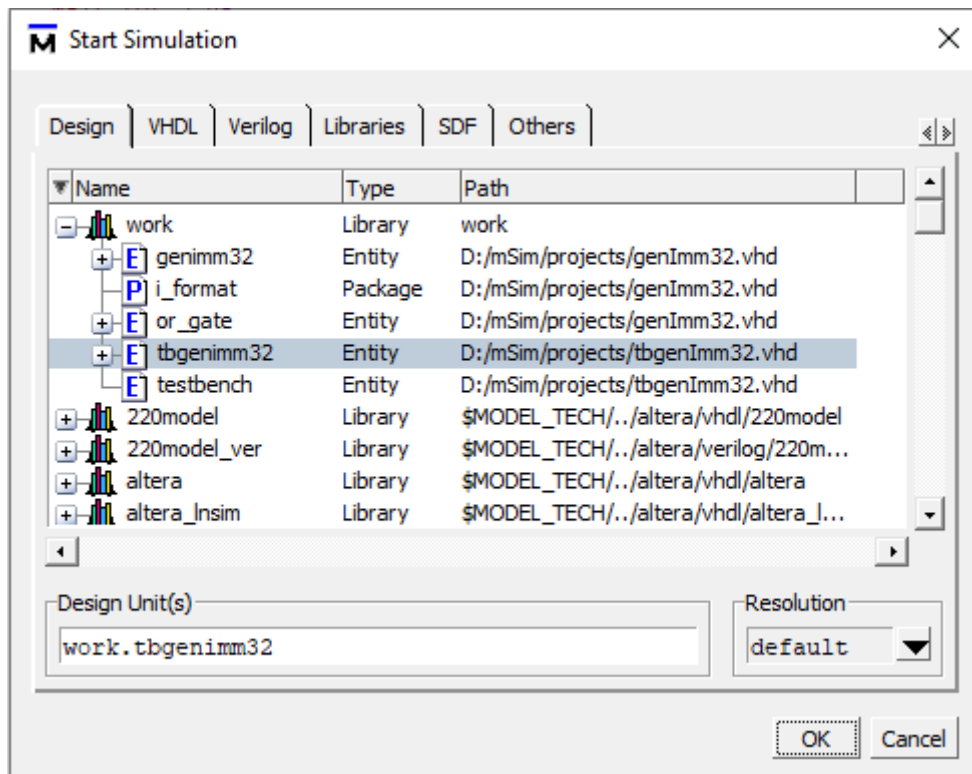 M Start Simulation
Design VHDL Verilog Libraries SDF Others
Name Type Path
work Library work
E genimm32 Entity D:/mSim/projects/genImm32.vhd
P i_format Package D:/mSim/projects/genImm32.vhd
E or_gate Entity D:/mSim/projects/genImm32.vhd
E tbgenimm32 Entity D:/mSim/projects/tbgenImm32.vhd
E testbench Entity D:/mSim/projects/tbgenImm32.vhd
220model Library $MODEL_TECH/../altera/vhdl/220model
220model_ver Library $MODEL_TECH/../altera/verilog/220m...
altera Library $MODEL_TECH/../altera/vhdl/altera
altera_lnsim Library $MODEL_TECH/../altera/vhdl/altera_l...
Design Unit(s) Resolution
work.tbgenimm32 default
OK Cancel